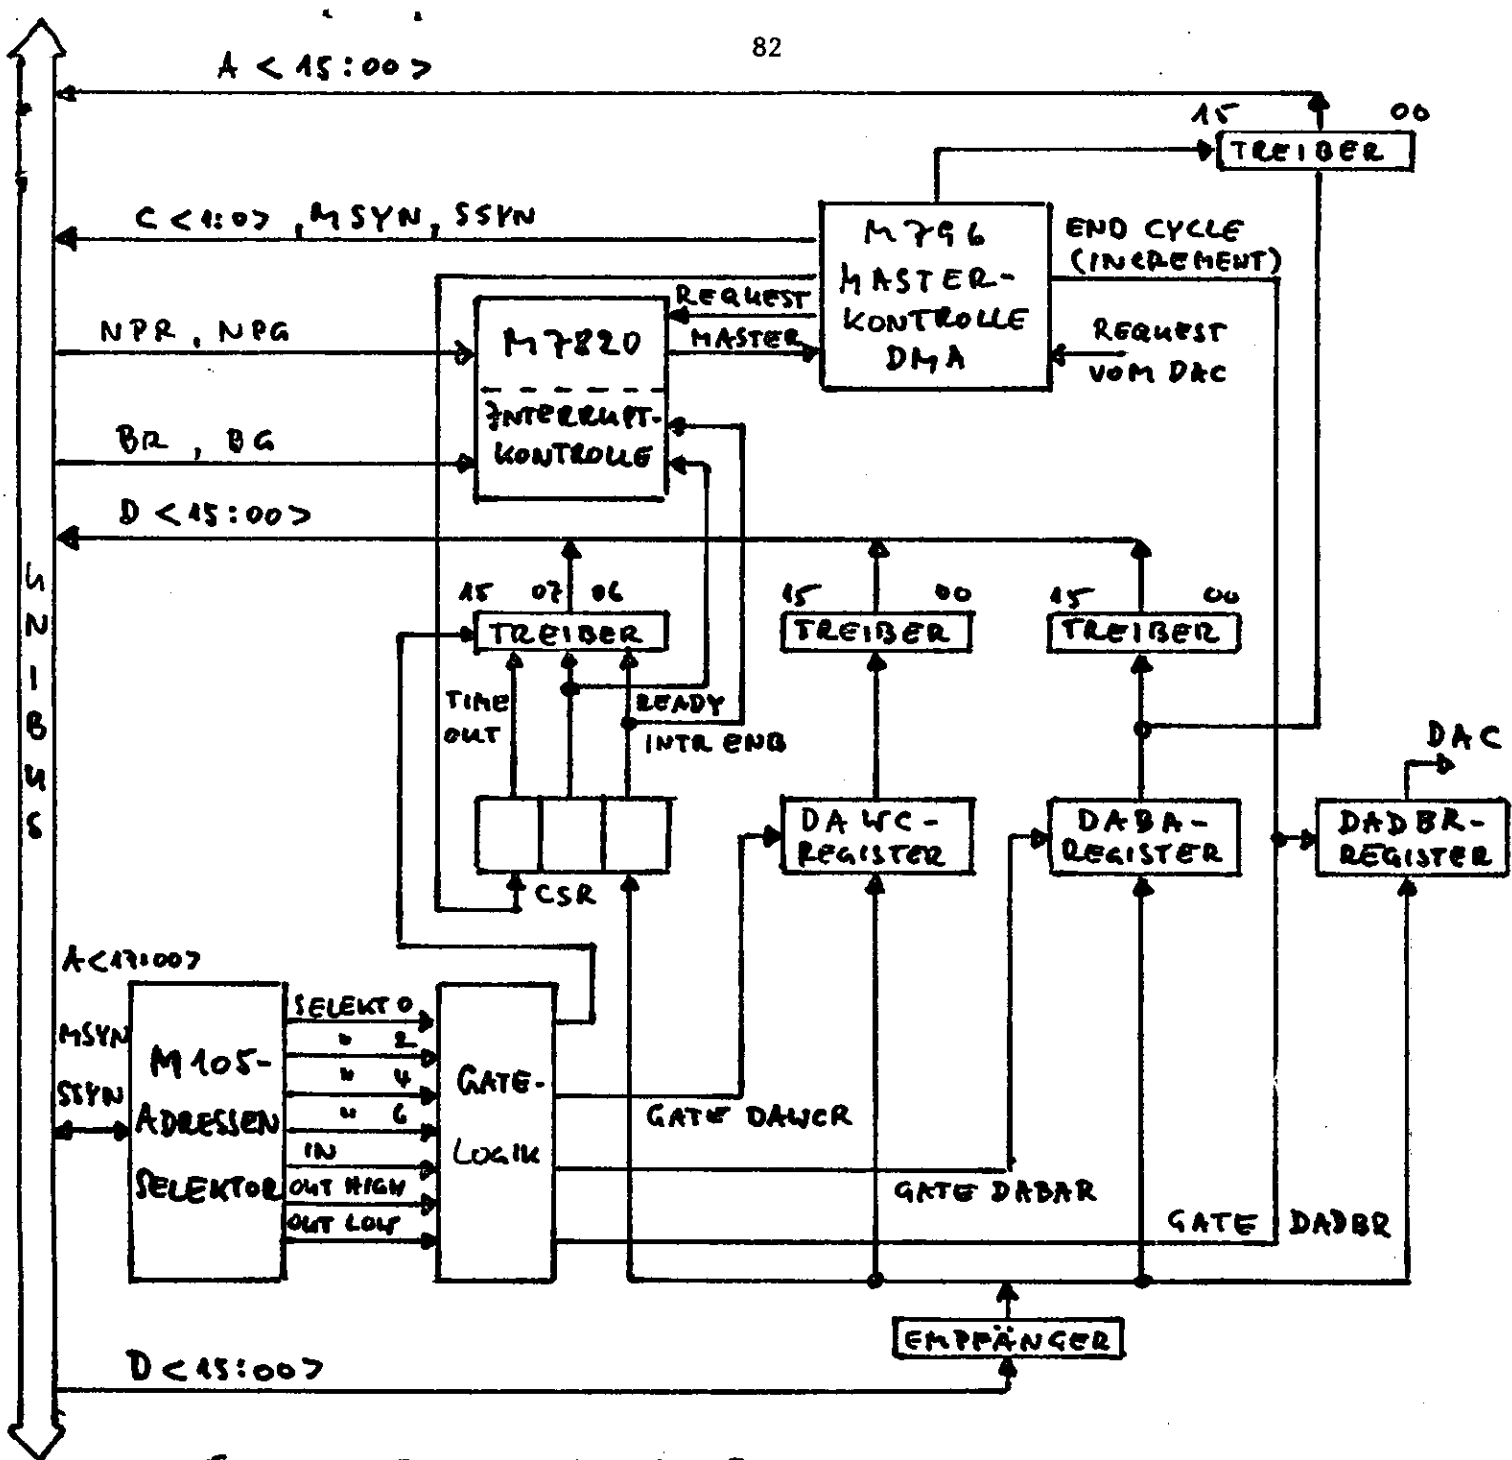 82
A <15:00>
15 00
TREIBER
C <1:0>, MSYN, SSYN
M796
MASTER-
KONTROLLE
DMA
END CYCLE
(INCREMENT)
REQUEST
MASTER
REQUEST
VOM DAC
NPR, NPG
M7820
INTERRUPT-
KONTROLLE
BR, BG
D <15:00>
UNIBUS
15 07 06
TREIBER
15 00
TREIBER
15 00
TREIBER
TIME
OUT
READY
INTR ENB
DAC
CSR
DAWC-
REGISTER
DABA-
REGISTER
DADBR-
REGISTER
A<17:00>
MSYN
SSYN
M105-
ADRESSEN
SELEKTOR
SELEKT 0
" 2
" 4
" 6
IN
OUT HIGH
OUT LOW
GATE-
LOGIK
GATE DAWCR
GATE DABAR
GATE DADBR
EMPFÄNGER
D <15:00>